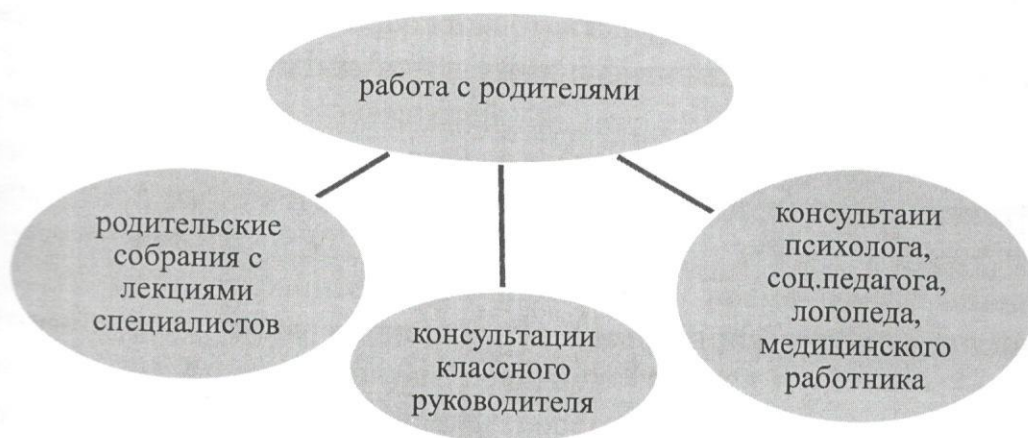 работа с родителями
родительские
собрания с
лекциями
специалистов
консультации
классного
руководителя
консультаии
психолога,
соц.педагога,
логопеда,
медицинского
работника